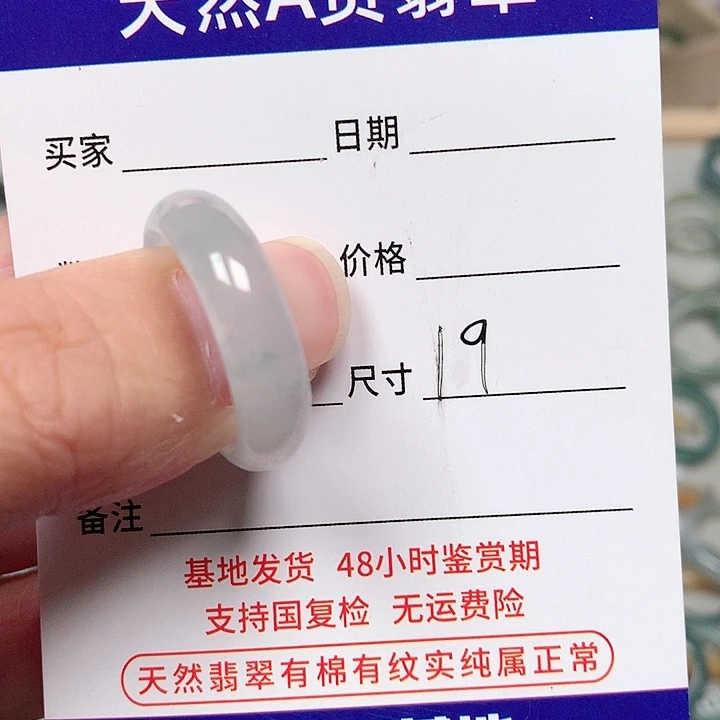 天然A货翡翠
买家 日期
价格
尺寸 19
备注
基地发货 48小时鉴赏期
支持国复检 无运费险
天然翡翠有棉有纹实纯属正常